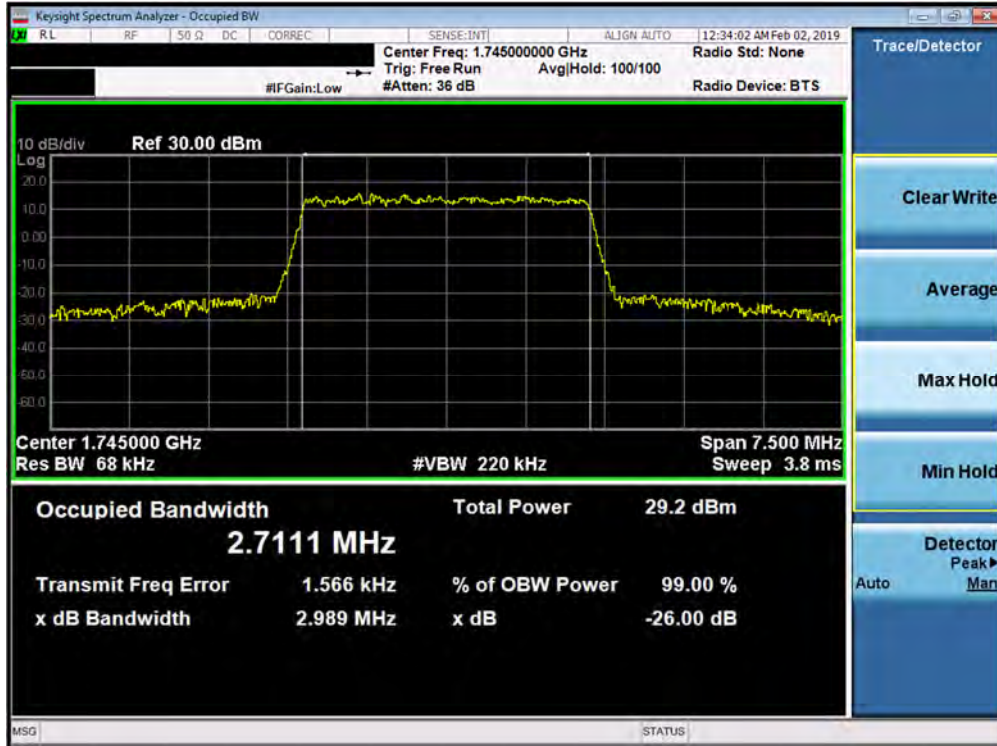 Keysight Spectrum Analyzer - Occupied BW
LXI RL RF 50 Ω DC CORREC SENSE:INT ALIGN AUTO 12:34:02 AM Feb 02, 2019
Center Freq: 1.745000000 GHz Radio Std: None
Trig: Free Run Avg|Hold: 100/100
#IFGain:Low #Atten: 36 dB Radio Device: BTS
Trace/Detector
10 dB/div Ref 30.00 dBm
Log
20.0
10.0
0.00
-10.0
-20.0
-30.0
-40.0
-50.0
-60.0
Center 1.745000 GHz Span 7.500 MHz
Res BW 68 kHz #VBW 220 kHz Sweep 3.8 ms
Occupied Bandwidth Total Power 29.2 dBm
2.7111 MHz
Transmit Freq Error 1.566 kHz % of OBW Power 99.00 %
x dB Bandwidth 2.989 MHz x dB -26.00 dB
Clear Write
Average
Max Hold
Min Hold
Detector
Peak▶
Auto Man
MSG STATUS